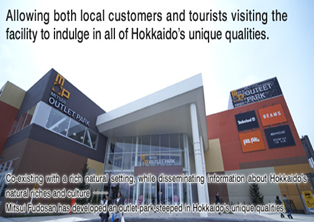 Allowing both local customers and tourists visiting the
facility to indulge in all of Hokkaido's unique qualities.
OUTLET PARK
OUTLET PARK
Timberland
BEAMS
Co-existing with a rich natural setting, while disseminating information about Hokkaido's
natural riches and culture
Mitsui Fudosan has developed an outlet park steeped in Hokkaido's unique qualities